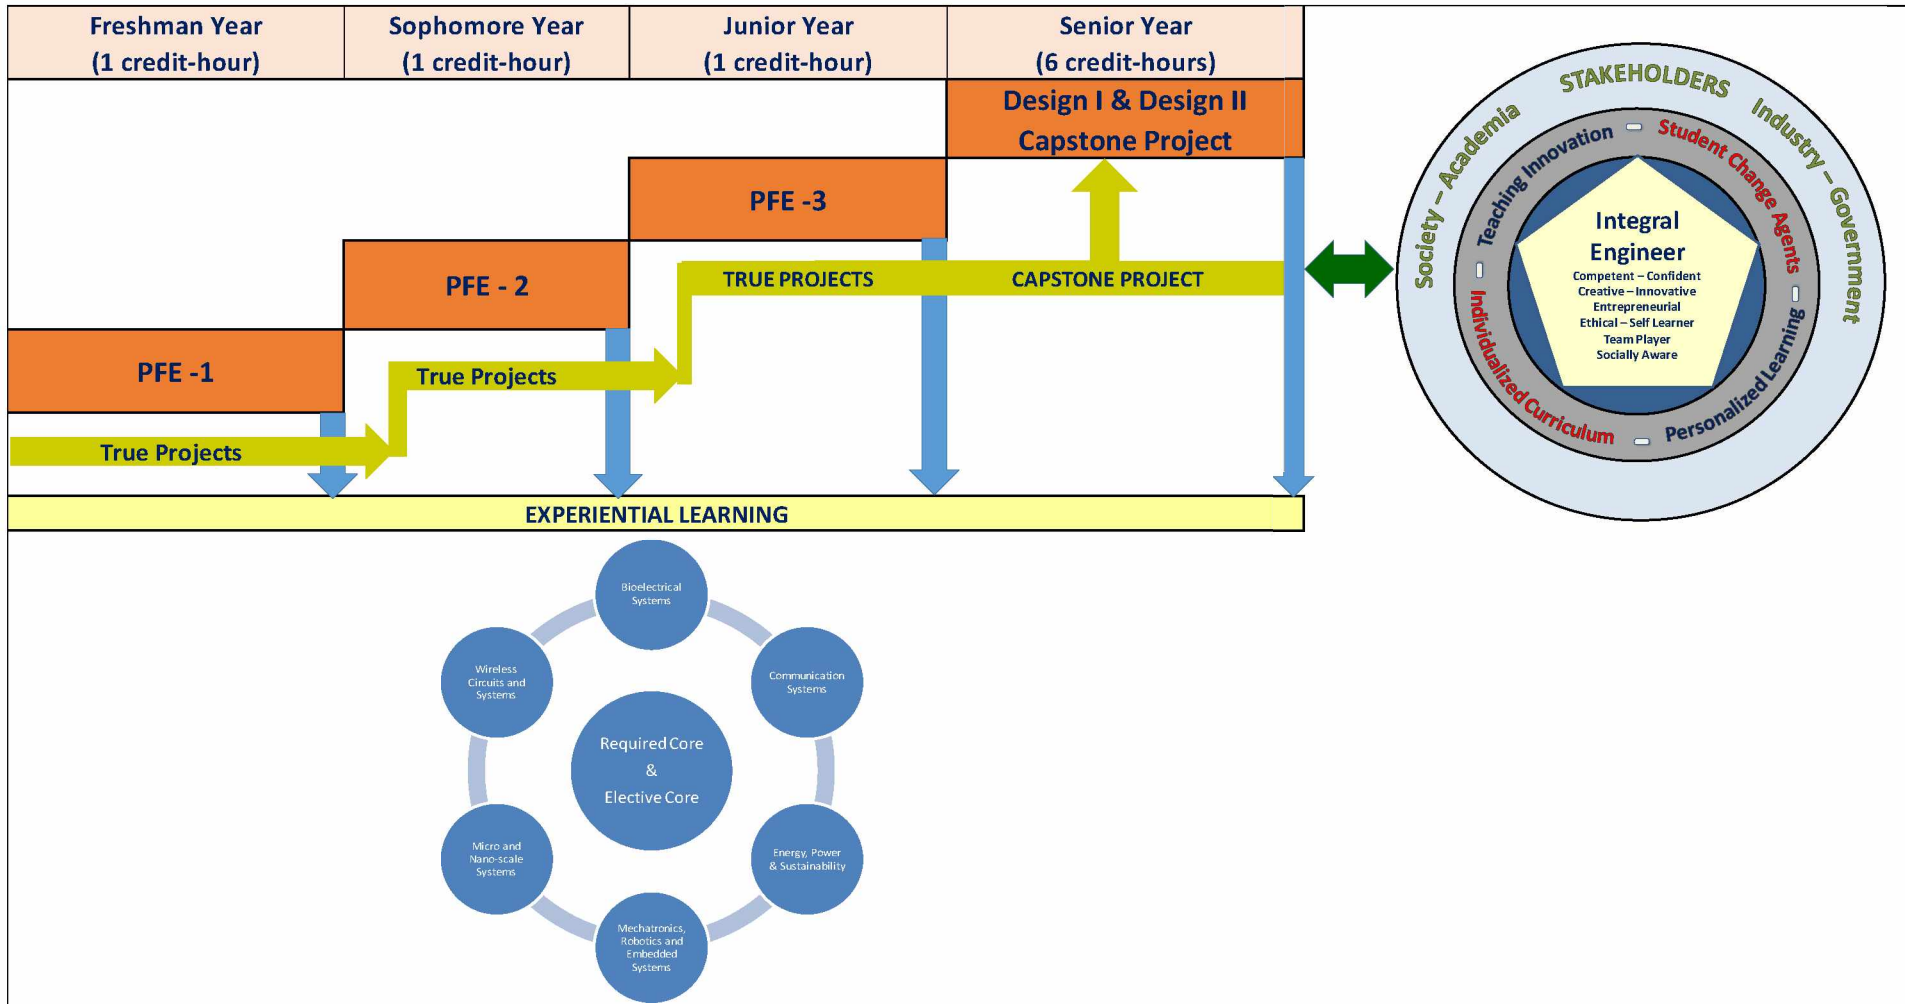 Freshman Year
(1 credit-hour)
Sophomore Year
(1 credit-hour)
Junior Year
(1 credit-hour)
Senior Year
(6 credit-hours)
Design I & Design II
Capstone Project
PFE -3
PFE - 2
PFE -1
TRUE PROJECTS
CAPSTONE PROJECT
True Projects
True Projects
EXPERIENTIAL LEARNING
STAKEHOLDERS
Society – Academia
Industry – Government
Teaching Innovation
Student Change Agents
Individualized Curriculum
Personalized Learning
Integral
Engineer
Competent – Confident
Creative – Innovative
Entrepreneurial
Ethical – Self Learner
Team Player
Socially Aware
Bioelectrical
Systems
Wireless
Circuits and
Systems
Communication
Systems
Required Core
&
Elective Core
Micro and
Nano-scale
Systems
Energy, Power
& Sustainability
Mechatronics,
Robotics and
Embedded
Systems